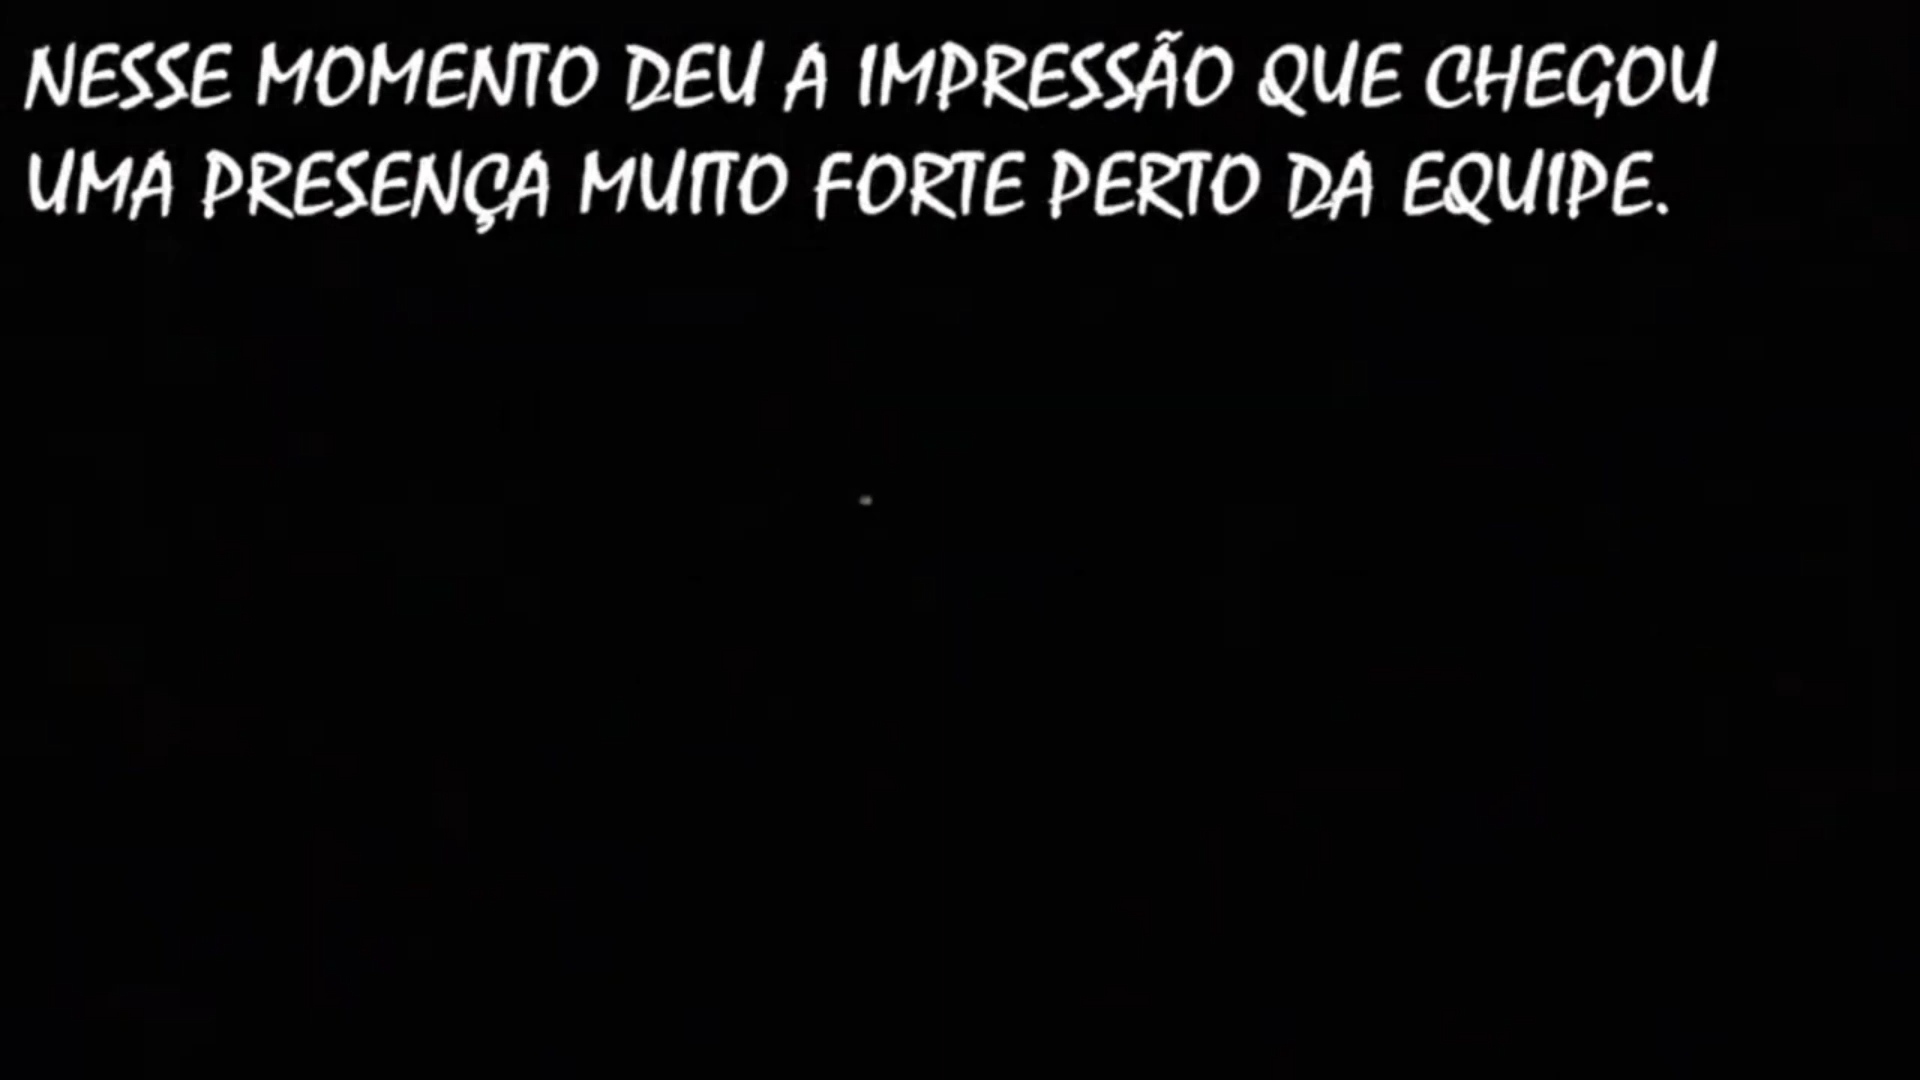 NESSE MOMENTO DEU A IMPRESSÃO QUE CHEGOU
UMA PRESENÇA MUITO FORTE PERTO DA EQUIPE.